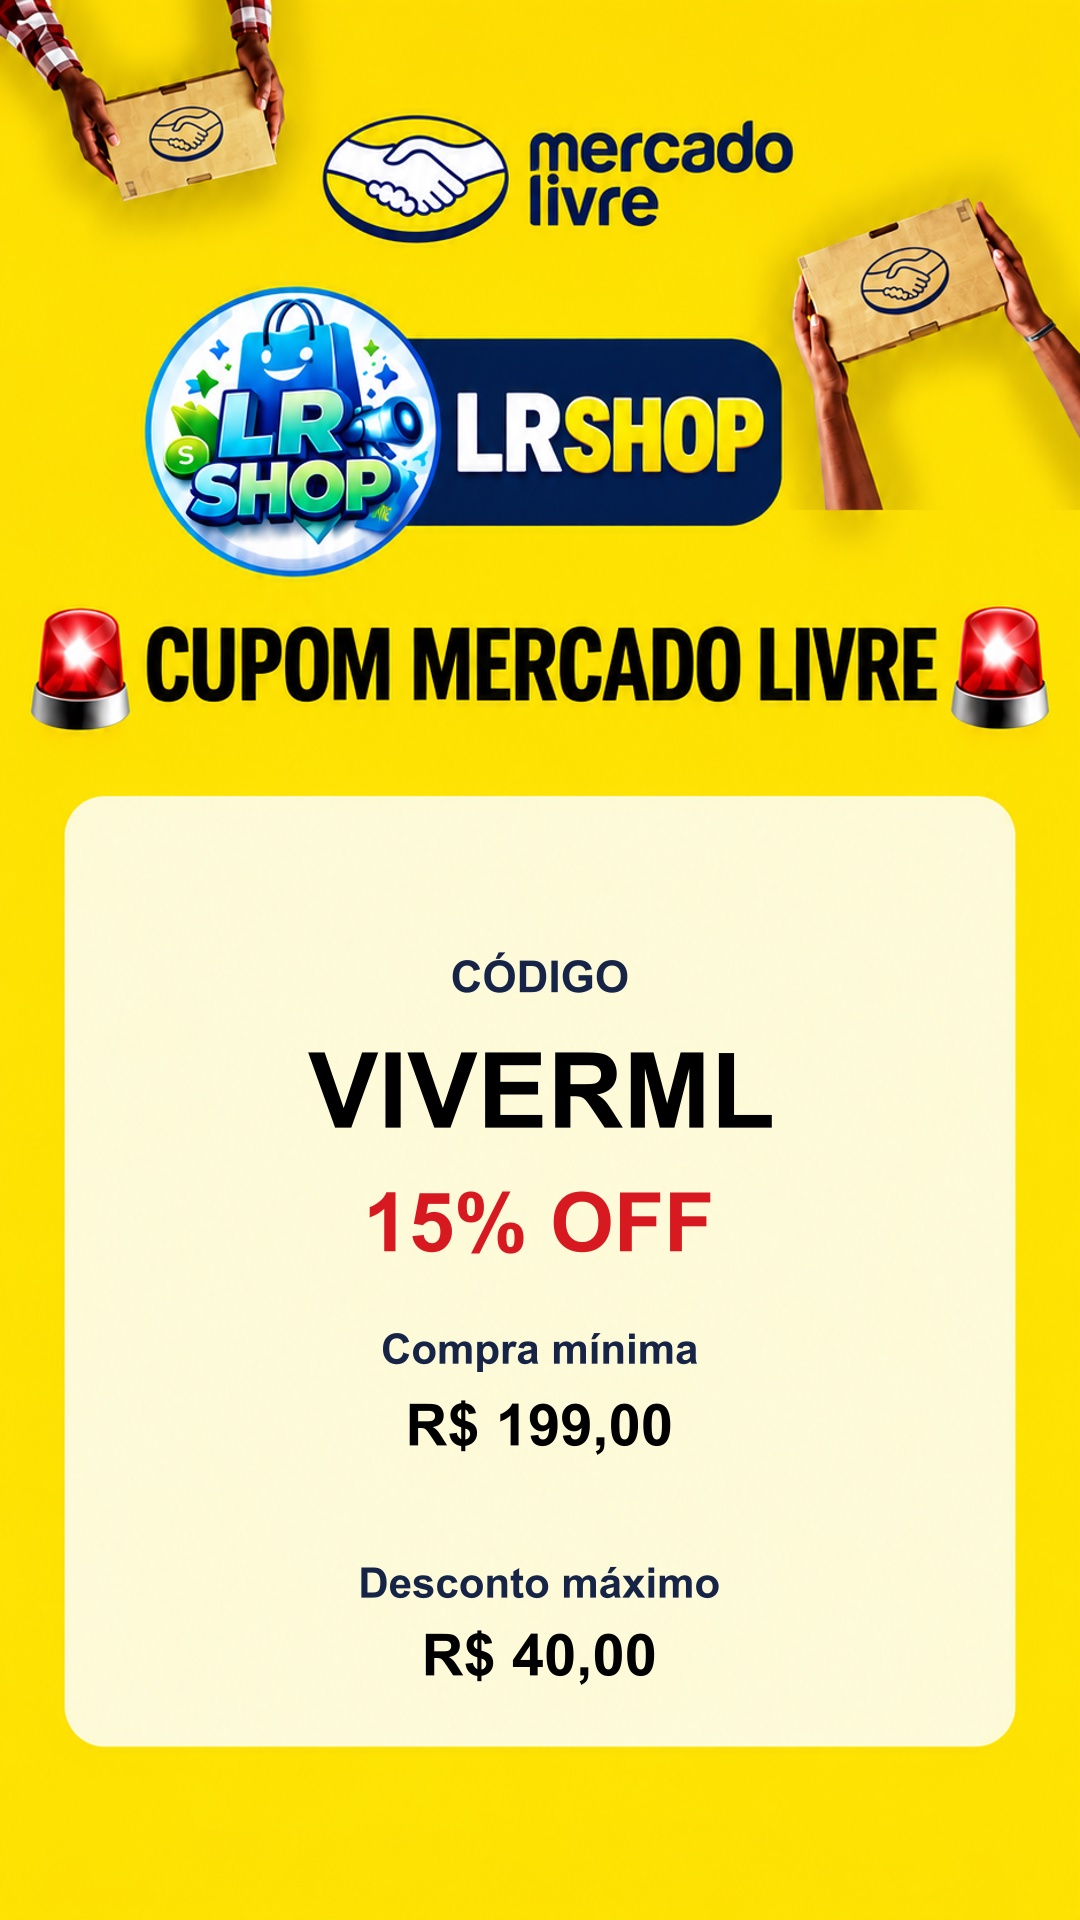 mercado
livre
LR
SHOP
S
LRSHOP
CUPOM MERCADO LIVRE
CÓDIGO
VIVERML
15% OFF
Compra mínima
R$ 199,00
Desconto máximo
R$ 40,00